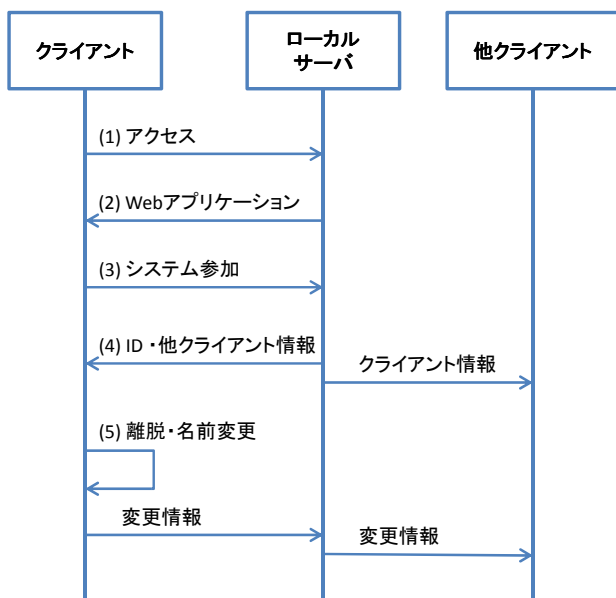 クライアント
ローカル
サーバ
他クライアント
(1) アクセス
(2) Webアプリケーション
(3) システム参加
(4) ID・他クライアント情報
クライアント情報
(5) 離脱・名前変更
変更情報
変更情報